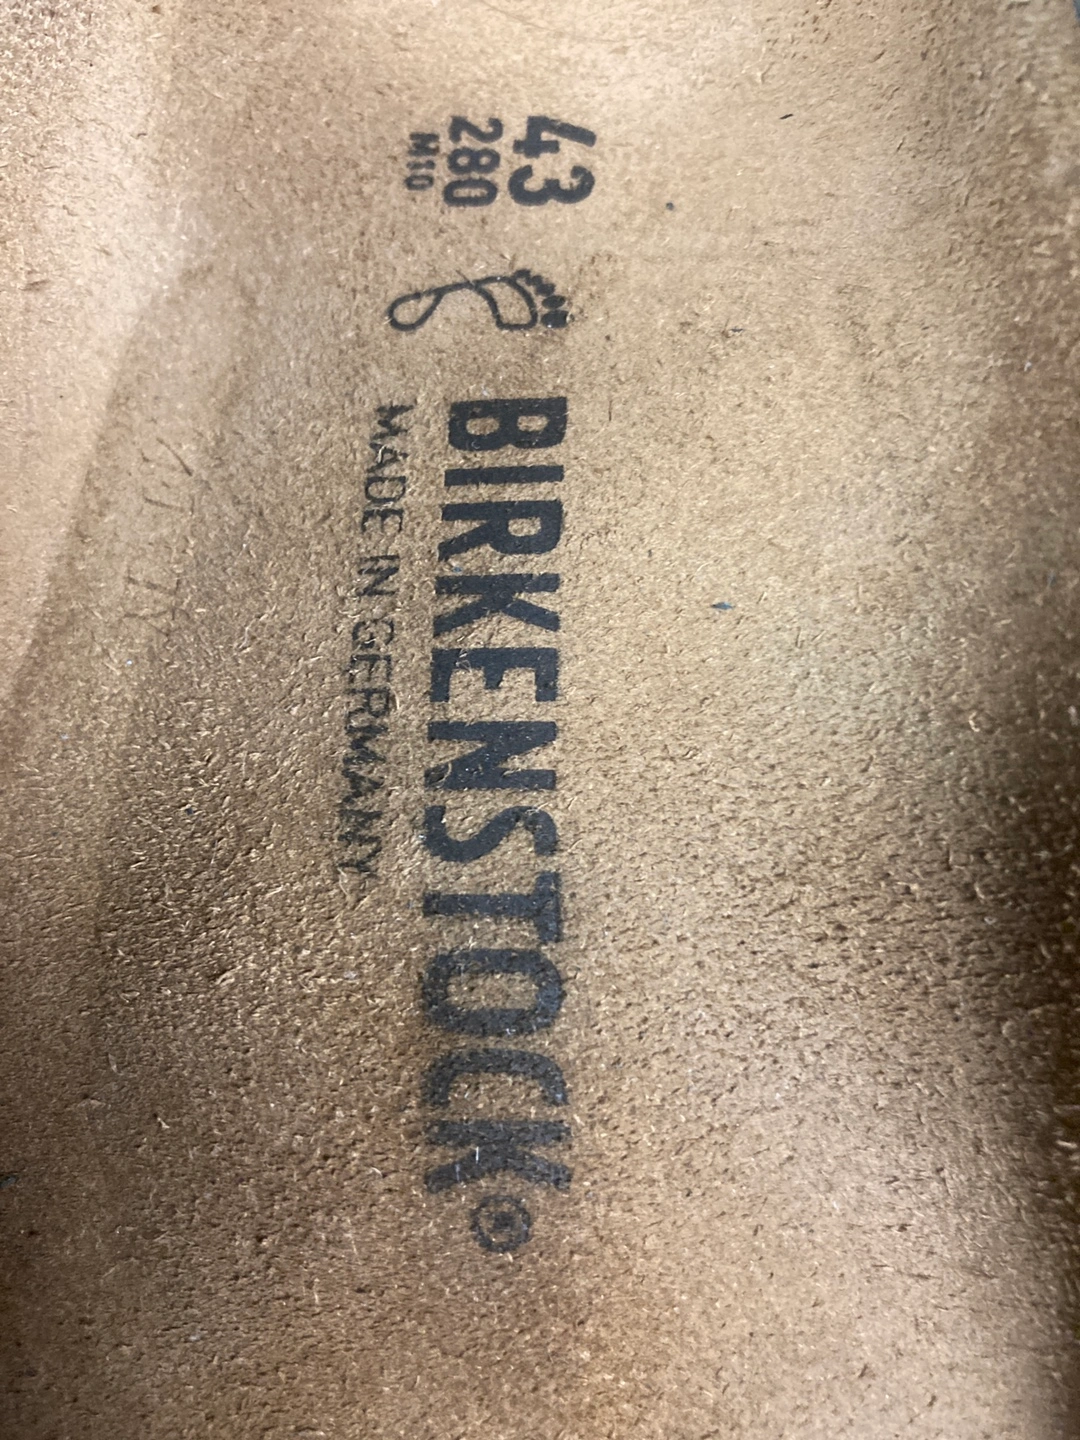 43
280
M10
BIRKENSTOCK®
MADE IN GERMANY